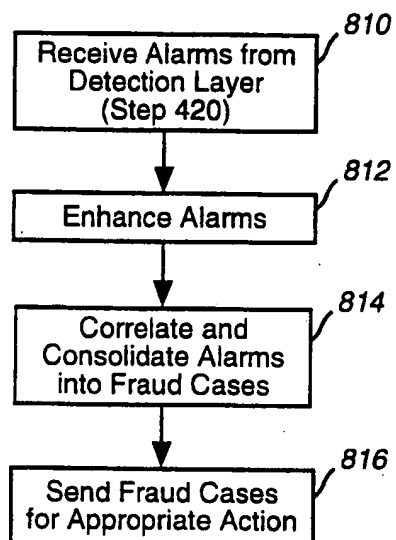 810
Receive Alarms from
Detection Layer
(Step 420)
812
Enhance Alarms
814
Correlate and
Consolidate Alarms
into Fraud Cases
816
Send Fraud Cases
for Appropriate Action